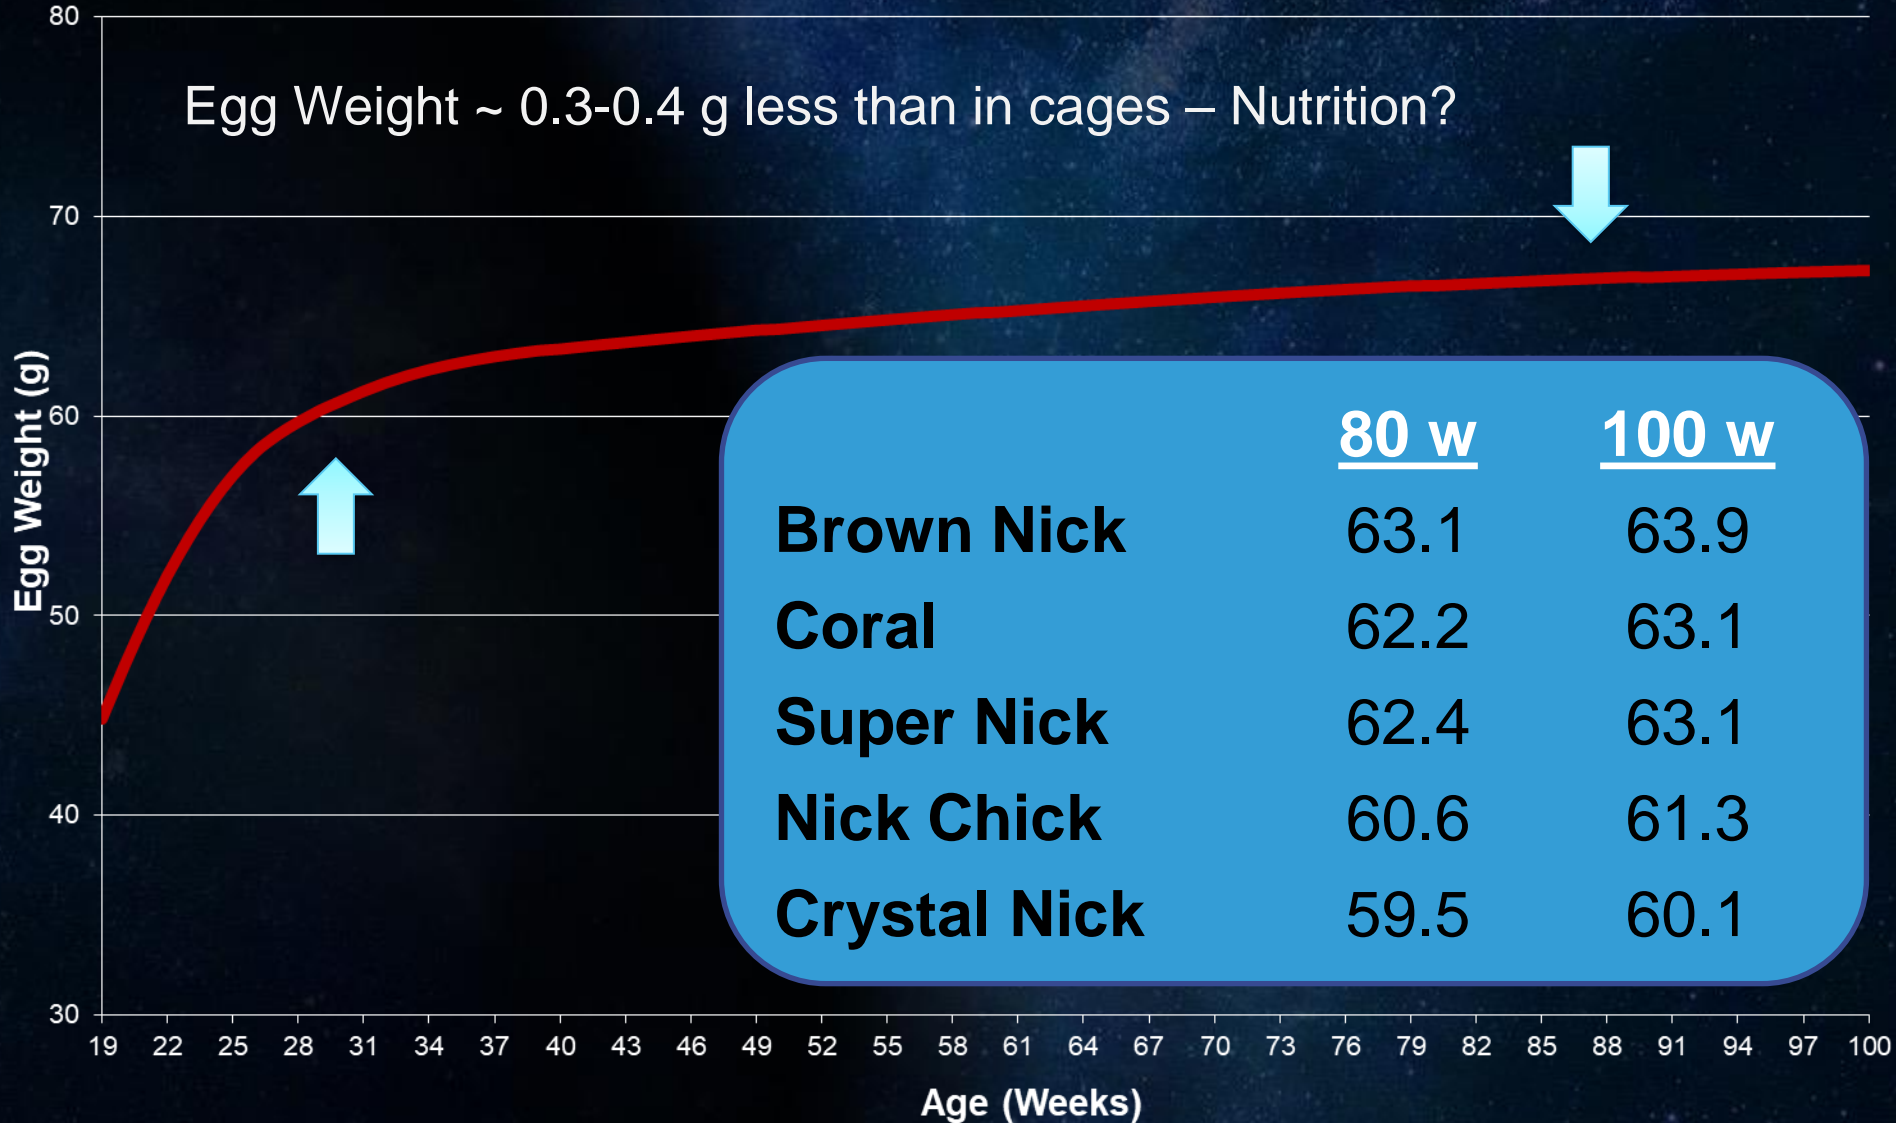 Egg Weight ~ 0.3-0.4 g less than in cages – Nutrition?
80
70
60
50
40
30
Egg Weight (g)
80 w 100 w
Brown Nick 63.1 63.9
Coral 62.2 63.1
Super Nick 62.4 63.1
Nick Chick 60.6 61.3
Crystal Nick 59.5 60.1
19 22 25 28 31 34 37 40 43 46 49 52 55 58 61 64 67 70 73 76 79 82 85 88 91 94 97 100
Age (Weeks)